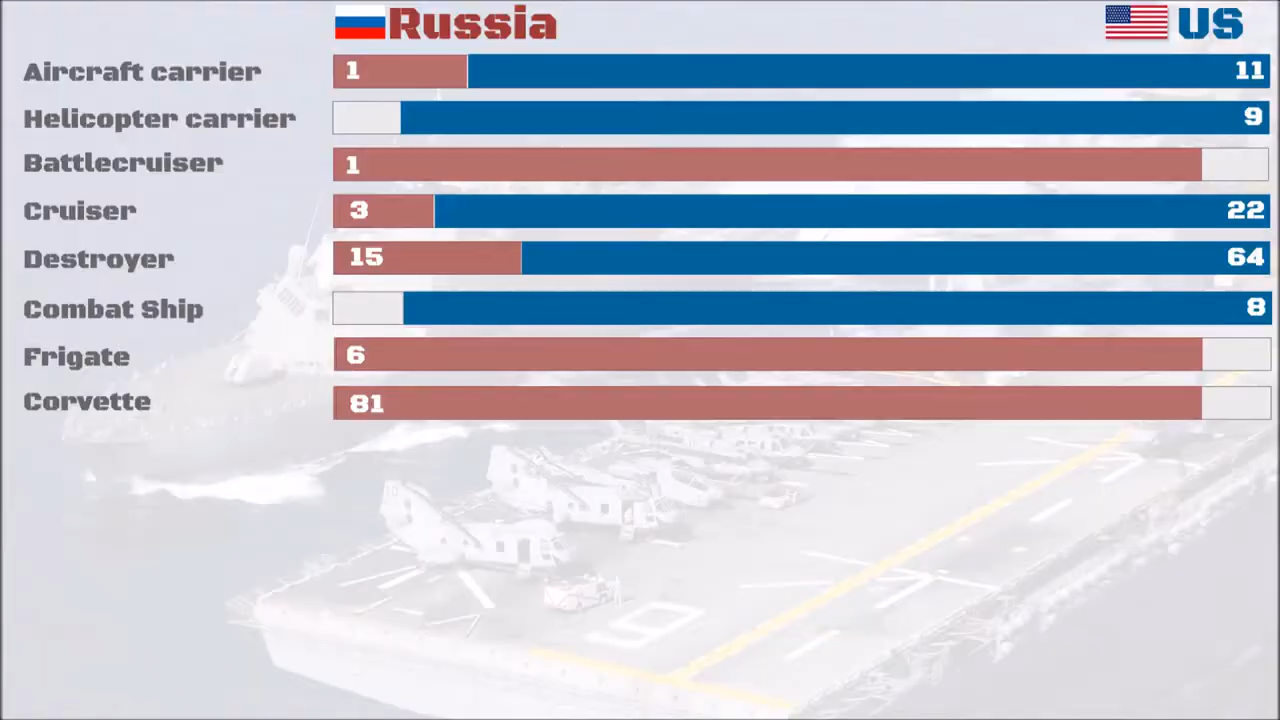 Russia US
Aircraft carrier 1 11
Helicopter carrier 9
Battlecruiser 1
Cruiser 3 22
Destroyer 15 64
Combat Ship 8
Frigate 6
Corvette 81
9